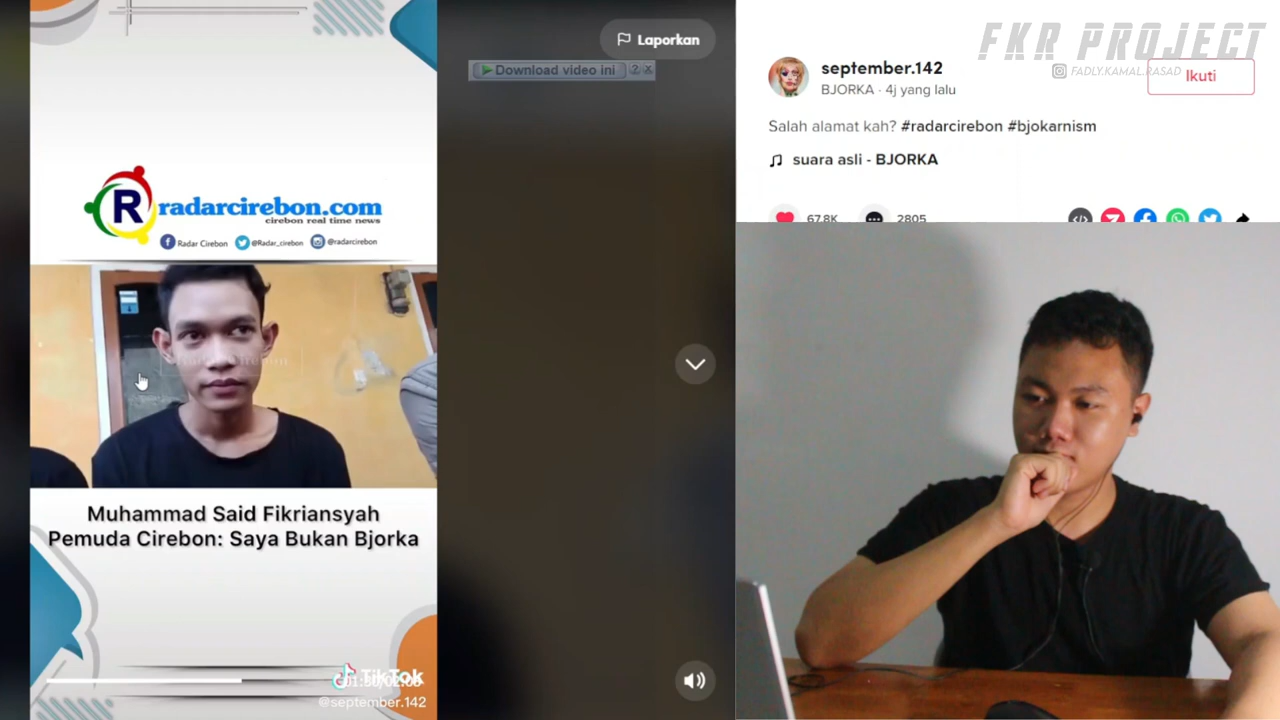 radarcirebon.com
cirebon real time news
Radar Cirebon @Radar_cirebon @radarcirebon
Muhammad Said Fikriansyah
Pemuda Cirebon: Saya Bukan Bjorka
TikTok
@september.142
Laporkan
Download video ini
FKR PROJECT
FADLY.KAMAL.RASAD
september.142
BJORKA · 4j yang lalu
Ikuti
Salah alamat kah? #radarcirebon #bjokarnism
suara asli - BJORKA
67.8K 2805